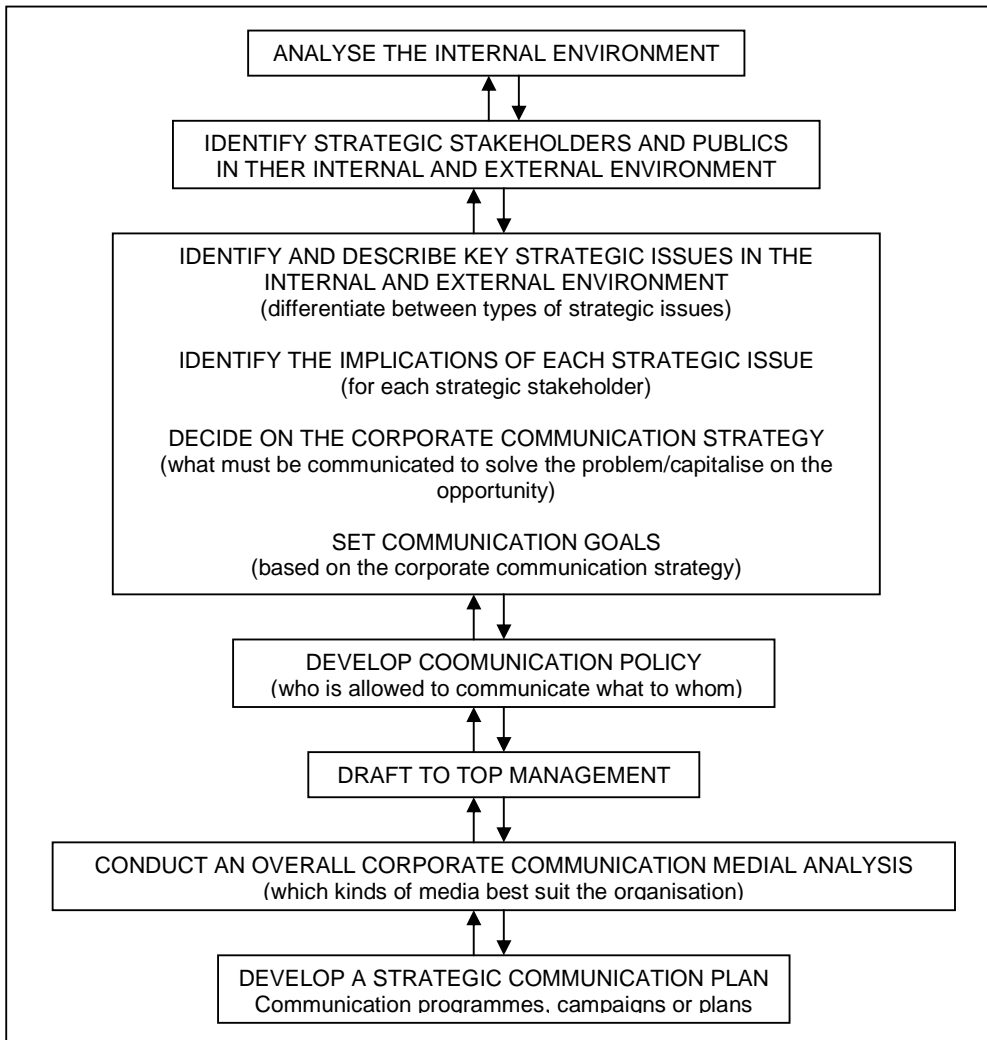 ANALYSE THE INTERNAL ENVIRONMENT
IDENTIFY STRATEGIC STAKEHOLDERS AND PUBLICS
IN THER INTERNAL AND EXTERNAL ENVIRONMENT
IDENTIFY AND DESCRIBE KEY STRATEGIC ISSUES IN THE
INTERNAL AND EXTERNAL ENVIRONMENT
(differentiate between types of strategic issues)
IDENTIFY THE IMPLICATIONS OF EACH STRATEGIC ISSUE
(for each strategic stakeholder)
DECIDE ON THE CORPORATE COMMUNICATION STRATEGY
(what must be communicated to solve the problem/capitalise on the
opportunity)
SET COMMUNICATION GOALS
(based on the corporate communication strategy)
DEVELOP COOMUNICATION POLICY
(who is allowed to communicate what to whom)
DRAFT TO TOP MANAGEMENT
CONDUCT AN OVERALL CORPORATE COMMUNICATION MEDIAL ANALYSIS
(which kinds of media best suit the organisation)
DEVELOP A STRATEGIC COMMUNICATION PLAN
Communication programmes, campaigns or plans